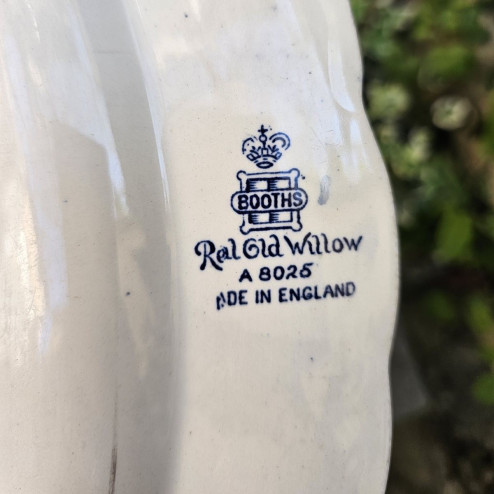 BOOTHS
Real Old Willow
A 8025
ADE IN ENGLAND